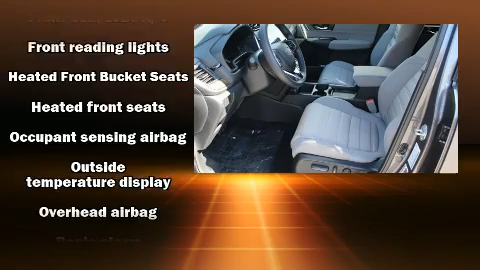 Front reading lights
Heated Front Bucket Seats
Heated front seats
Occupant sensing airbag
Outside
temperature display
Overhead airbag